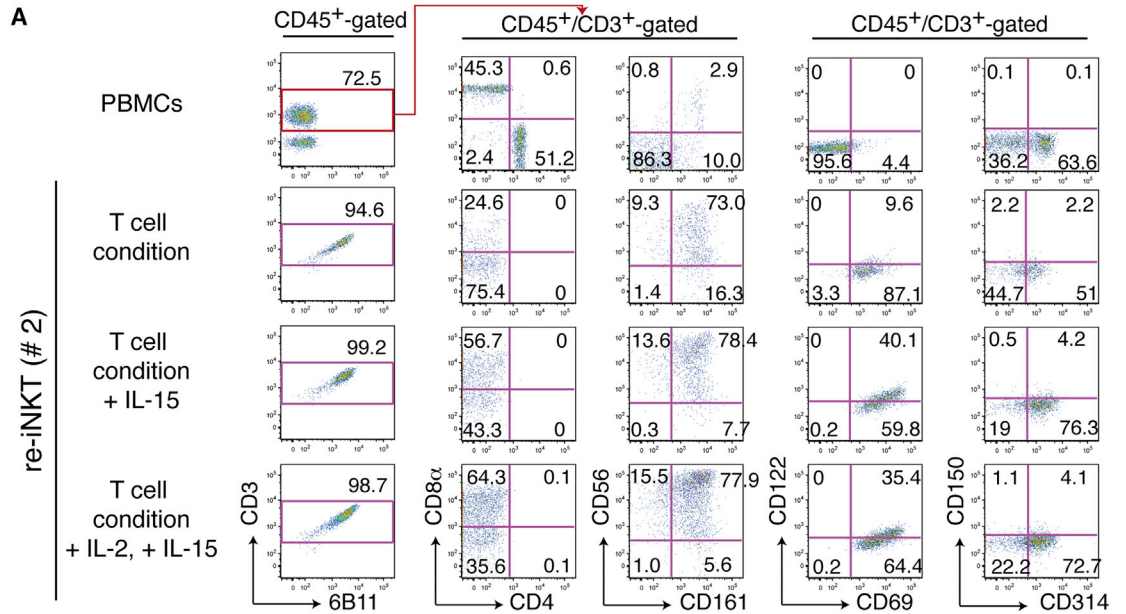 A
CD45+-gated
CD45+/CD3+-gated
CD45+/CD3+-gated
PBMCs
72.5
45.3 0.6
2.4 51.2
0.8 2.9
86.3 10.0
0 0
95.6 4.4
0.1 0.1
36.2 63.6
re-iNKT (# 2)
T cell
condition
94.6
24.6 0
75.4 0
9.3 73.0
1.4 16.3
0 9.6
3.3 87.1
2.2 2.2
44.7 51
T cell
condition
+ IL-15
99.2
56.7 0
43.3 0
13.6 78.4
0.3 7.7
0 40.1
0.2 59.8
0.5 4.2
19 76.3
T cell
condition
+ IL-2, + IL-15
98.7
64.3 0.1
35.6 0.1
15.5 77.9
1.0 5.6
0 35.4
0.2 64.4
1.1 4.1
22.2 72.7
CD3
6B11
CD8α
CD4
CD56
CD161
CD122
CD69
CD150
CD314